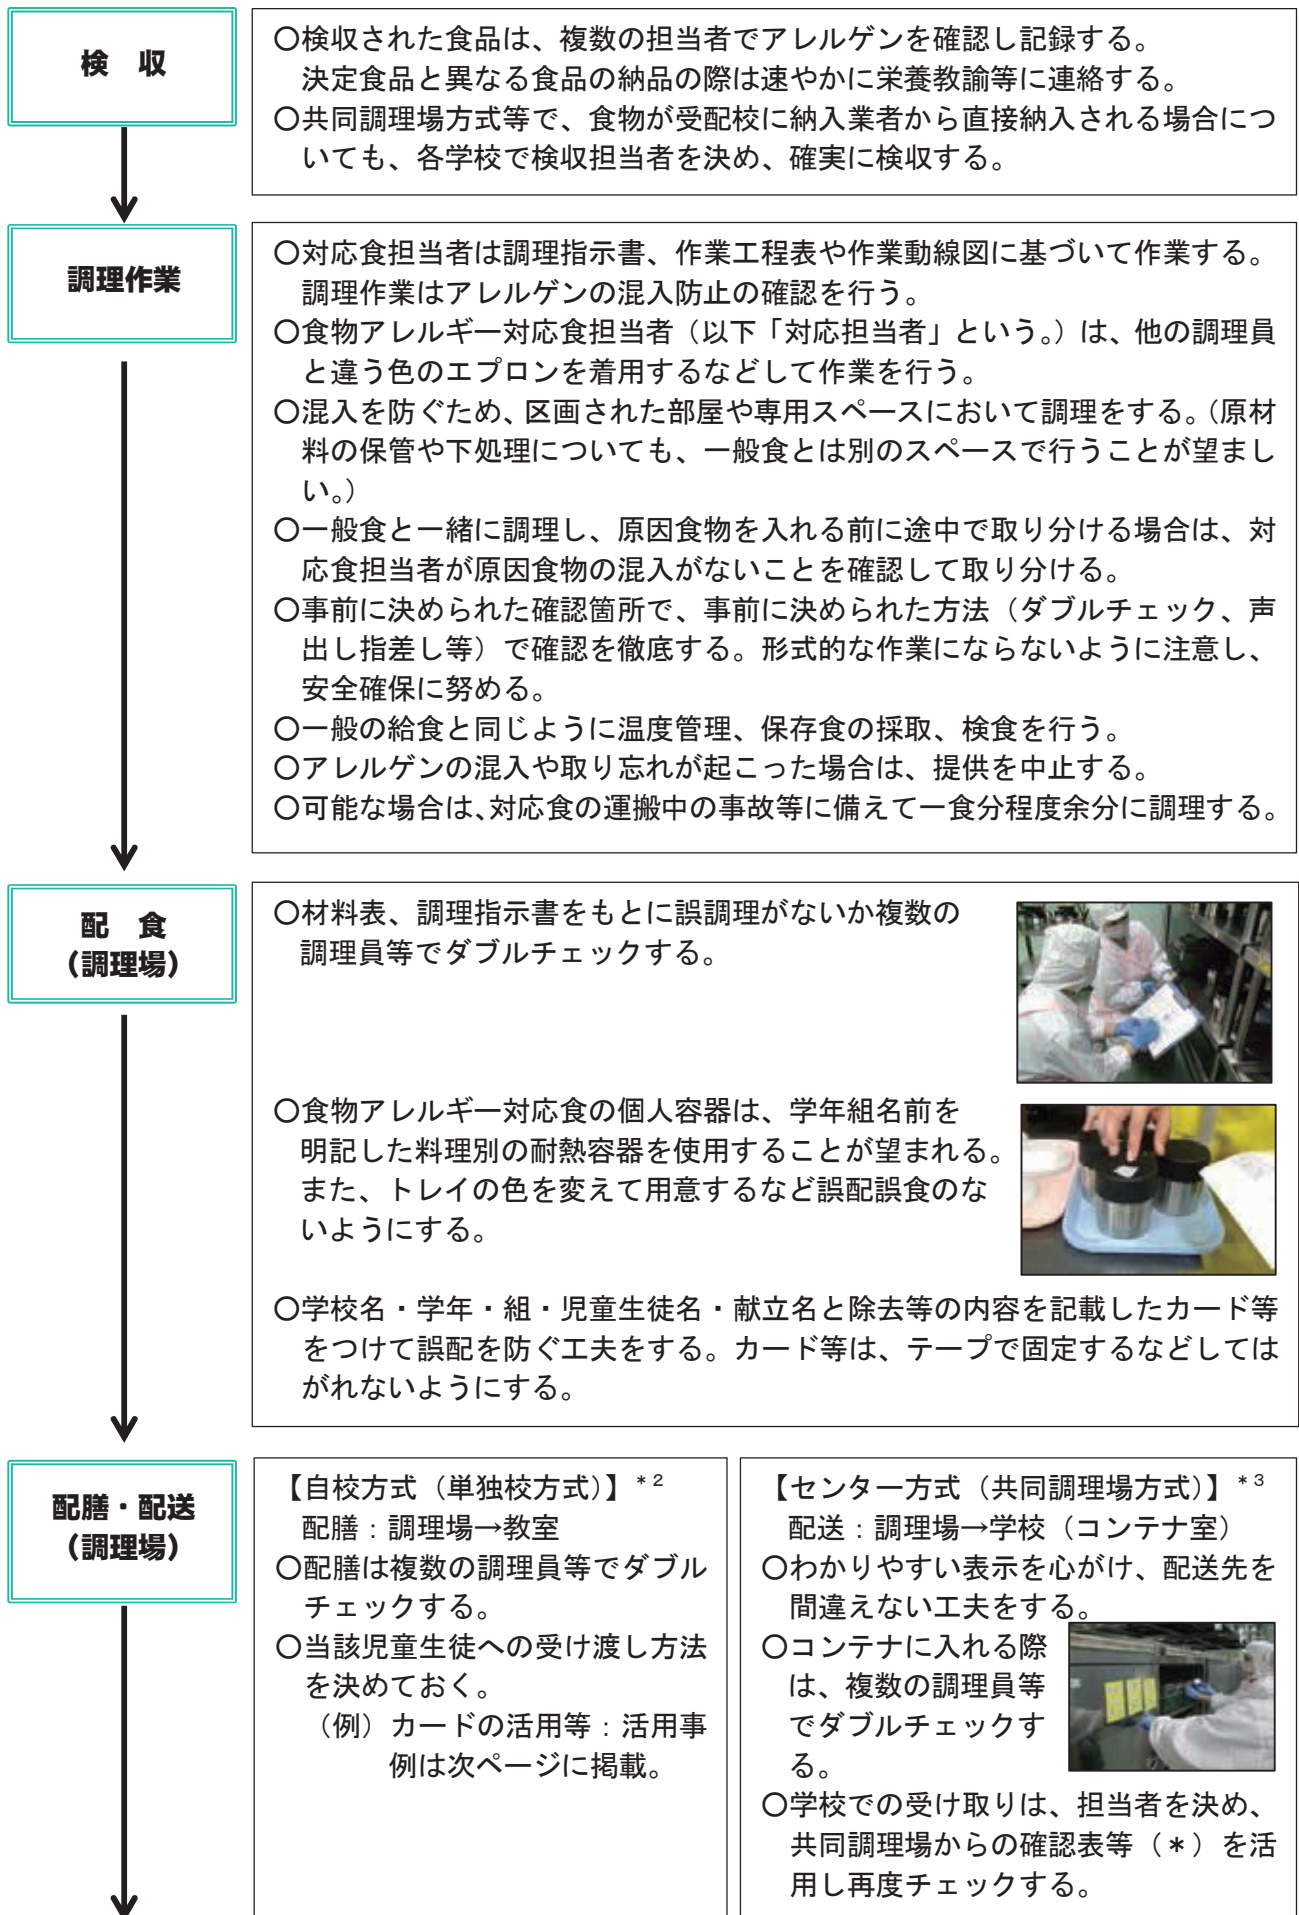 検　収
〇検収された食品は、複数の担当者でアレルゲンを確認し記録する。
決定食品と異なる食品の納品の際は速やかに栄養教諭等に連絡する。
〇共同調理場方式等で、食物が受配校に納入業者から直接納入される場合につ
いても、各学校で検収担当者を決め、確実に検収する。
調理作業
〇対応食担当者は調理指示書、作業工程表や作業動線図に基づいて作業する。
調理作業はアレルゲンの混入防止の確認を行う。
〇食物アレルギー対応食担当者（以下「対応担当者」という。）は、他の調理員
と違う色のエプロンを着用するなどして作業を行う。
〇混入を防ぐため、区画された部屋や専用スペースにおいて調理をする。（原材
料の保管や下処理についても、一般食とは別のスペースで行うことが望まし
い。）
〇一般食と一緒に調理し、原因食物を入れる前に途中で取り分ける場合は、対
応食担当者が原因食物の混入がないことを確認して取り分ける。
〇事前に決められた確認箇所で、事前に決められた方法（ダブルチェック、声
出し指差し等）で確認を徹底する。形式的な作業にならないように注意し、
安全確保に努める。
〇一般の給食と同じように温度管理、保存食の採取、検食を行う。
〇アレルゲンの混入や取り忘れが起こった場合は、提供を中止する。
〇可能な場合は、対応食の運搬中の事故等に備えて一食分程度余分に調理する。
配　食
（調理場）
〇材料表、調理指示書をもとに誤調理がないか複数の
調理員等でダブルチェックする。
〇食物アレルギー対応食の個人容器は、学年組名前を
明記した料理別の耐熱容器を使用することが望まれる。
また、トレイの色を変えて用意するなど誤配誤食のな
いようにする。
〇学校名・学年・組・児童生徒名・献立名と除去等の内容を記載したカード等
をつけて誤配を防ぐ工夫をする。カード等は、テープで固定するなどしては
がれないようにする。
配膳・配送
（調理場）
【自校方式（単独校方式）】＊2
配膳：調理場→教室
〇配膳は複数の調理員等でダブル
チェックする。
〇当該児童生徒への受け渡し方法
を決めておく。
（例）カードの活用等：活用事
例は次ページに掲載。
【センター方式（共同調理場方式）】＊3
配送：調理場→学校（コンテナ室）
〇わかりやすい表示を心がけ、配送先を
間違えない工夫をする。
〇コンテナに入れる際
は、複数の調理員等
でダブルチェックす
る。
〇学校での受け取りは、担当者を決め、
共同調理場からの確認表等（＊）を活
用し再度チェックする。